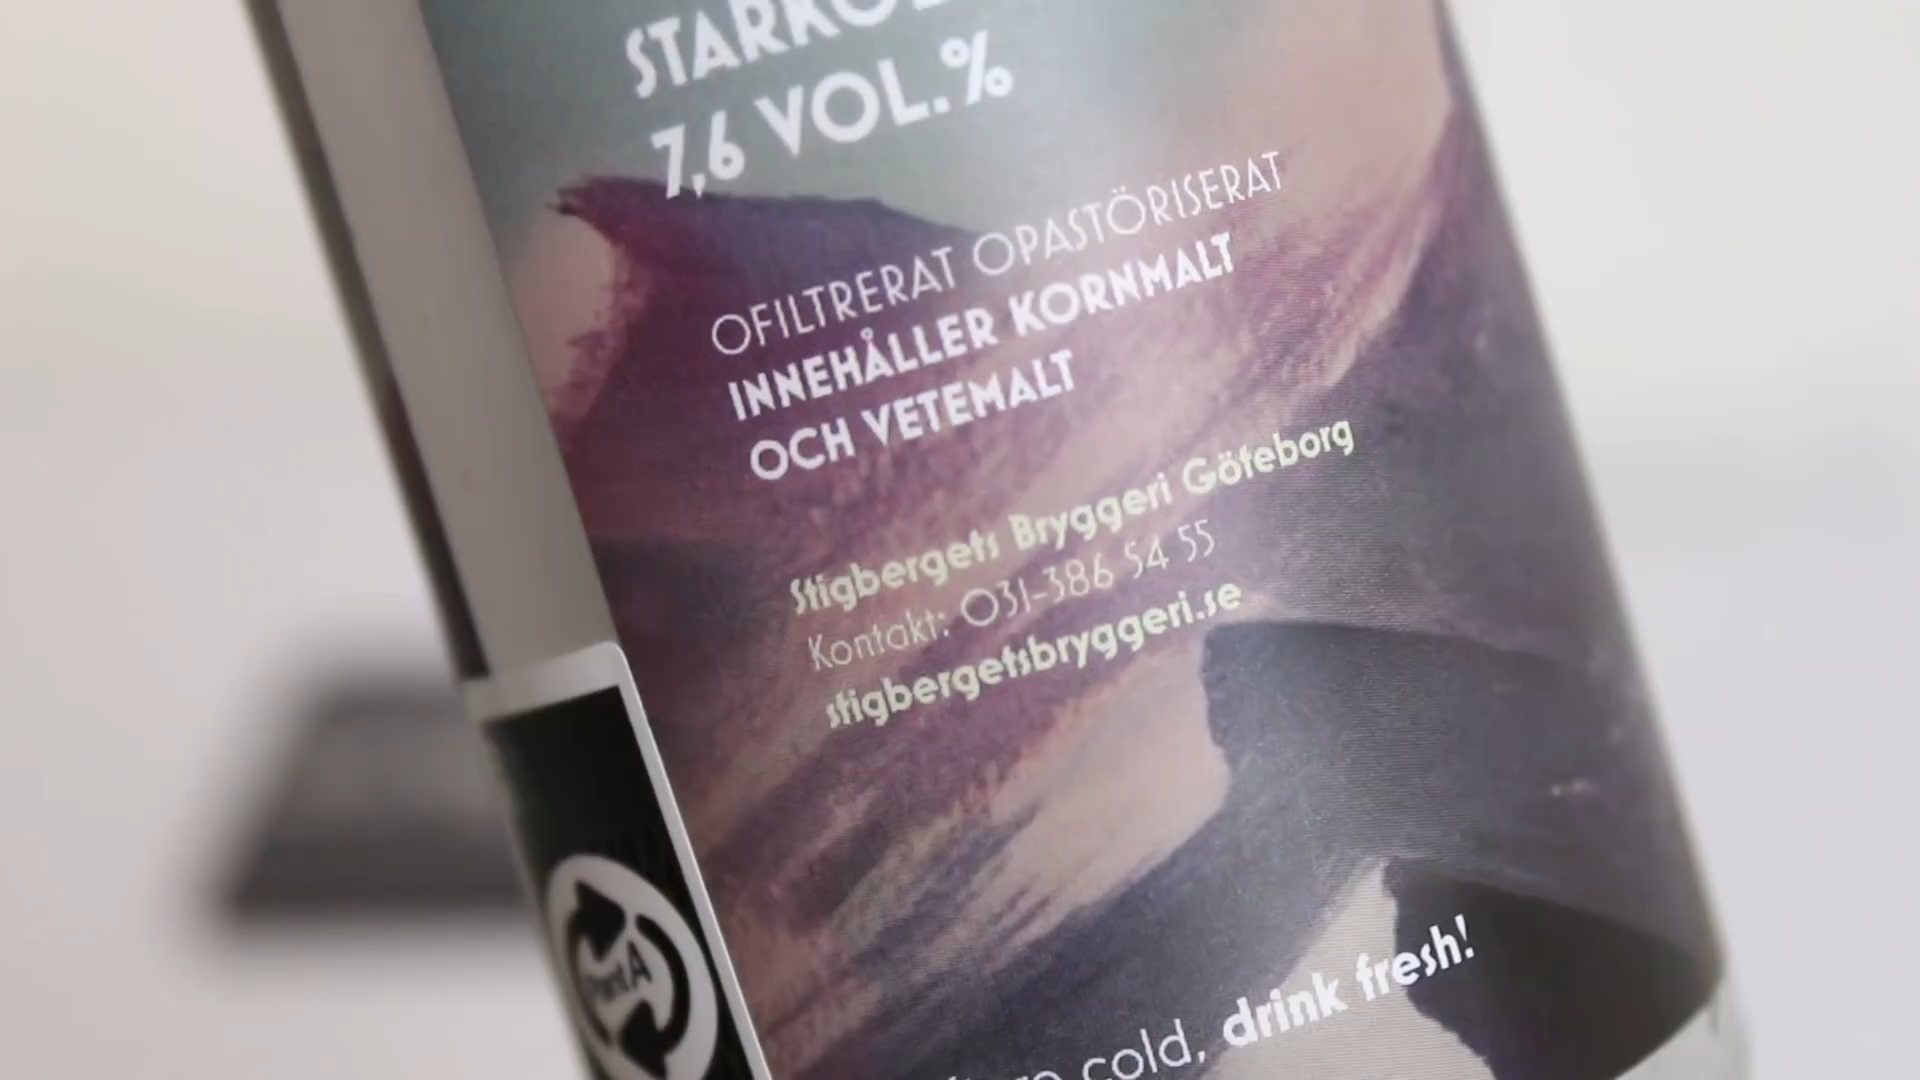 7,6 VOL.%
OFILTRERAT OPASTÖRISERAT
INNEHÅLLER KORNMALT
OCH VETEMALT
Stigbergets Bryggeri Göteborg
Kontakt: 031-386 54 55
stigbergetsbryggeri.se
cold, drink fresh!